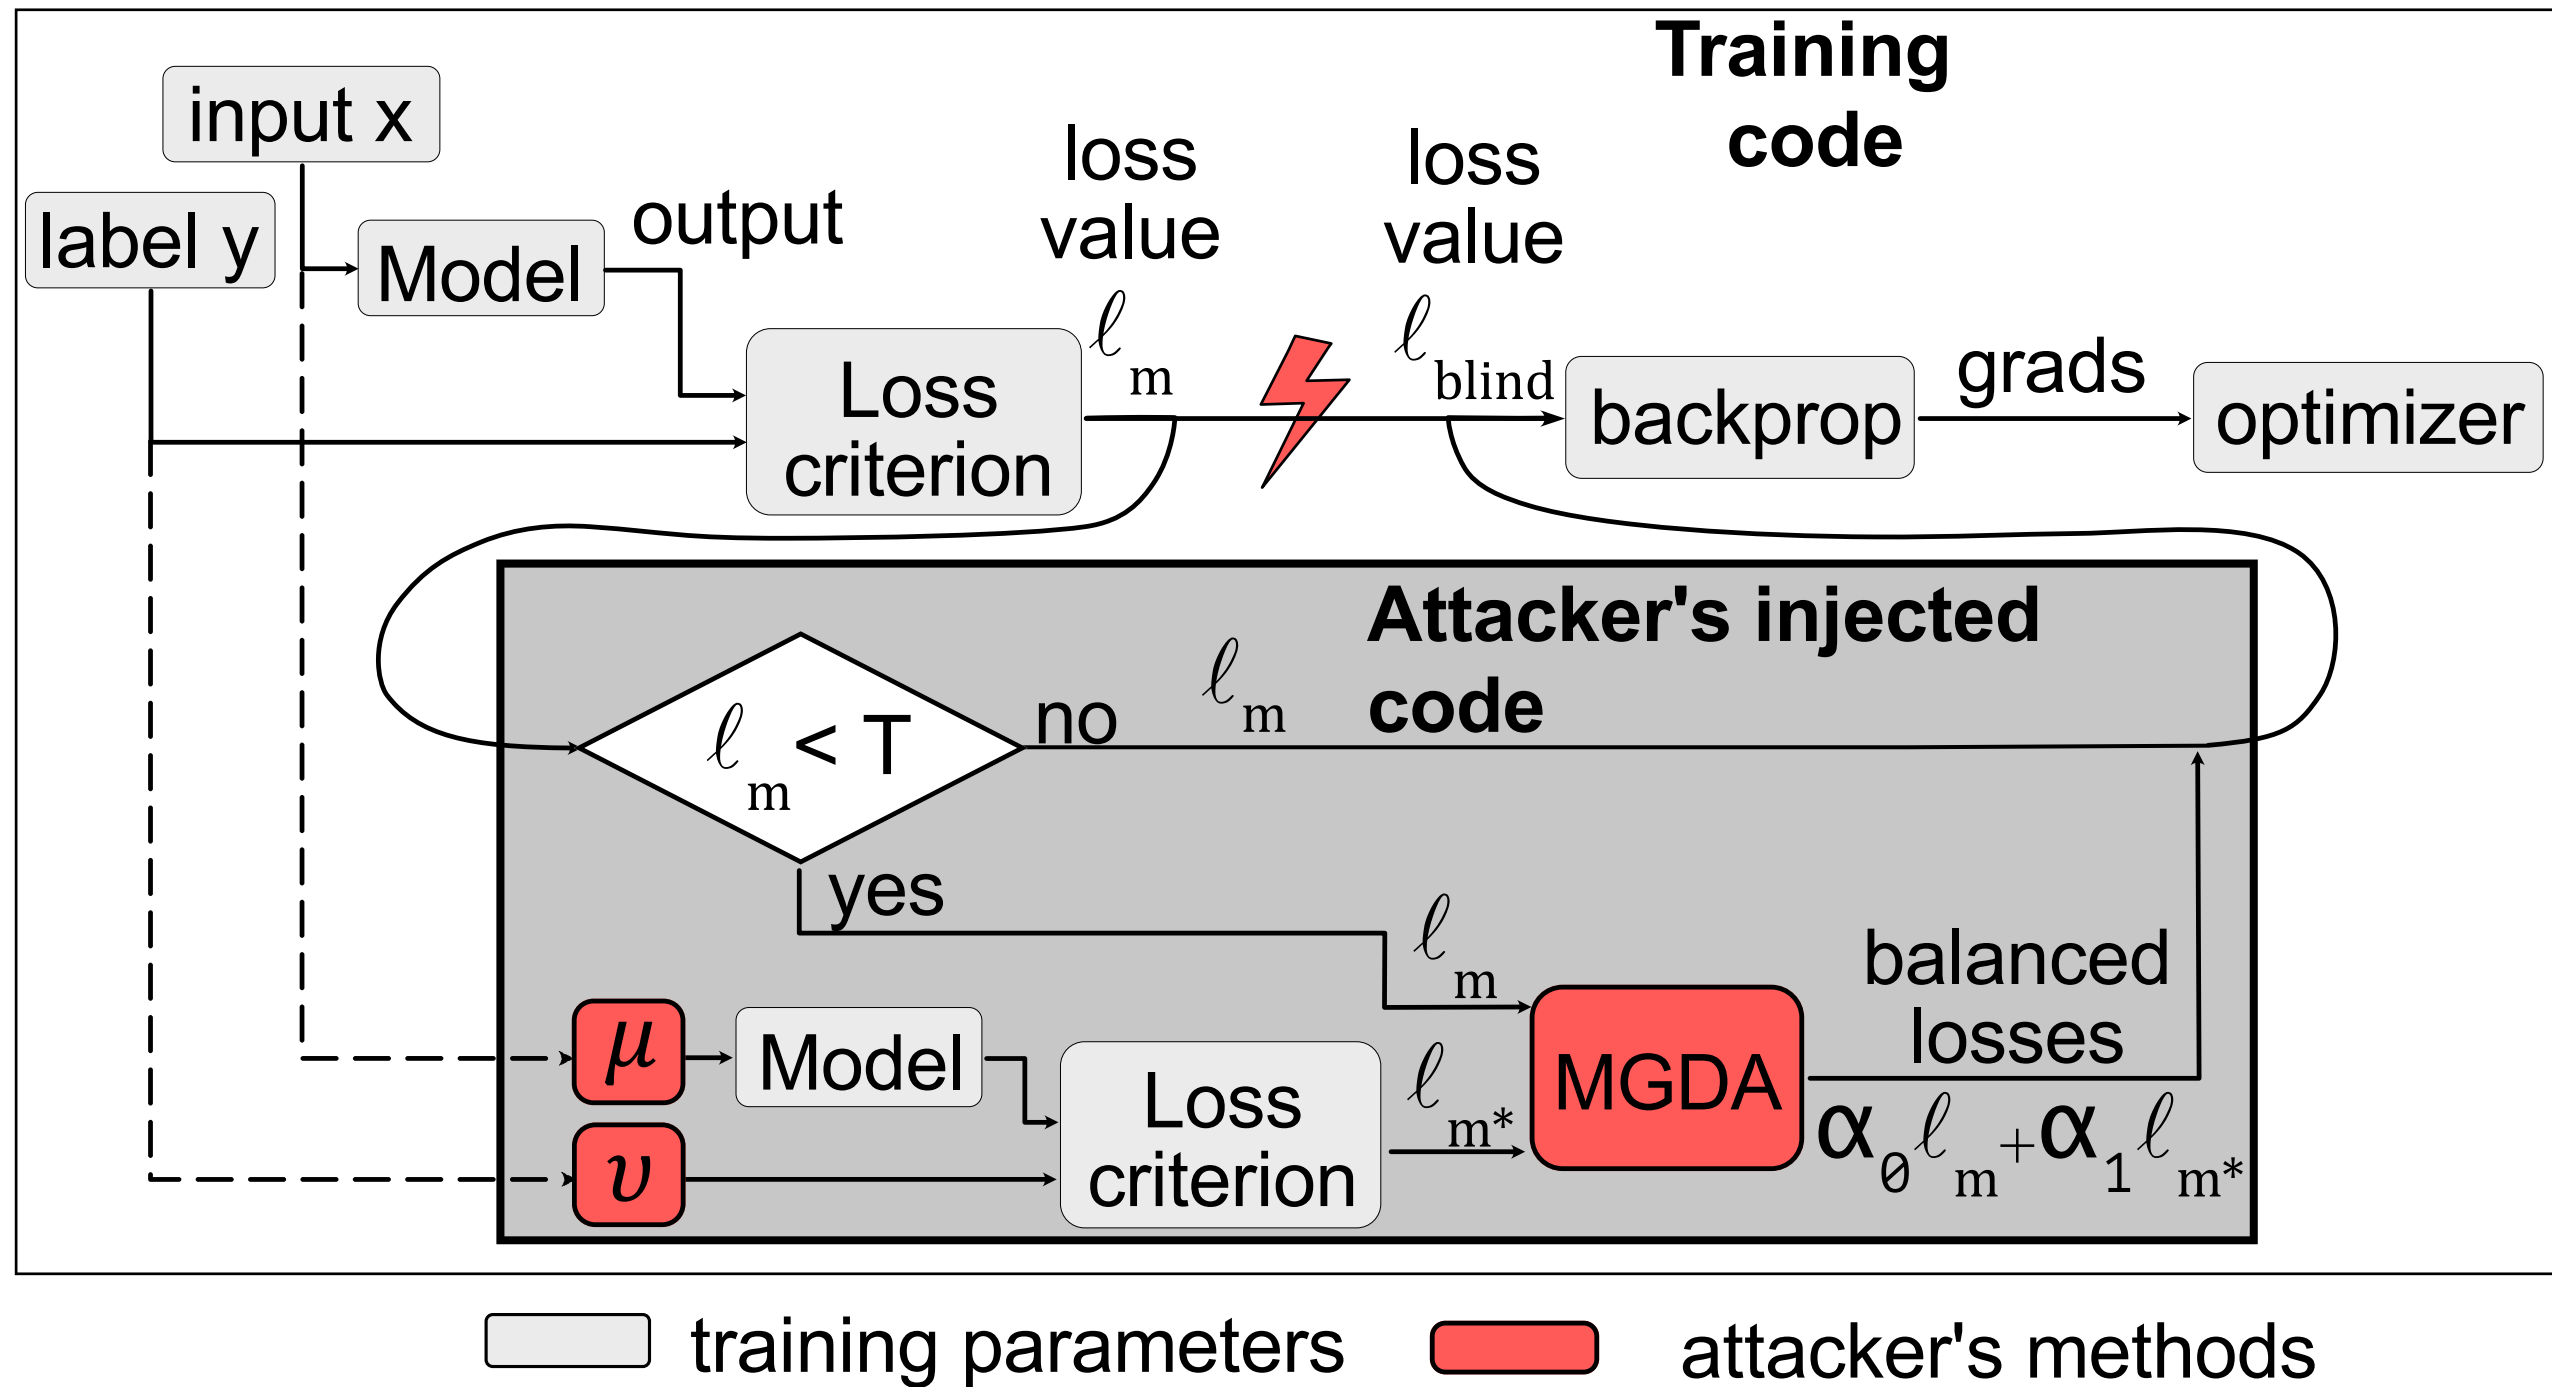 Training
code
input x
label y
Model
output
loss
value
ℓm
loss
value
ℓblind
Loss
criterion
backprop
grads
optimizer
Attacker's injected
code
ℓm < T
no
ℓm
yes
ℓm
μ
Model
υ
Loss
criterion
ℓm*
MGDA
balanced
losses
α0ℓm+α1ℓm*
training parameters
attacker's methods